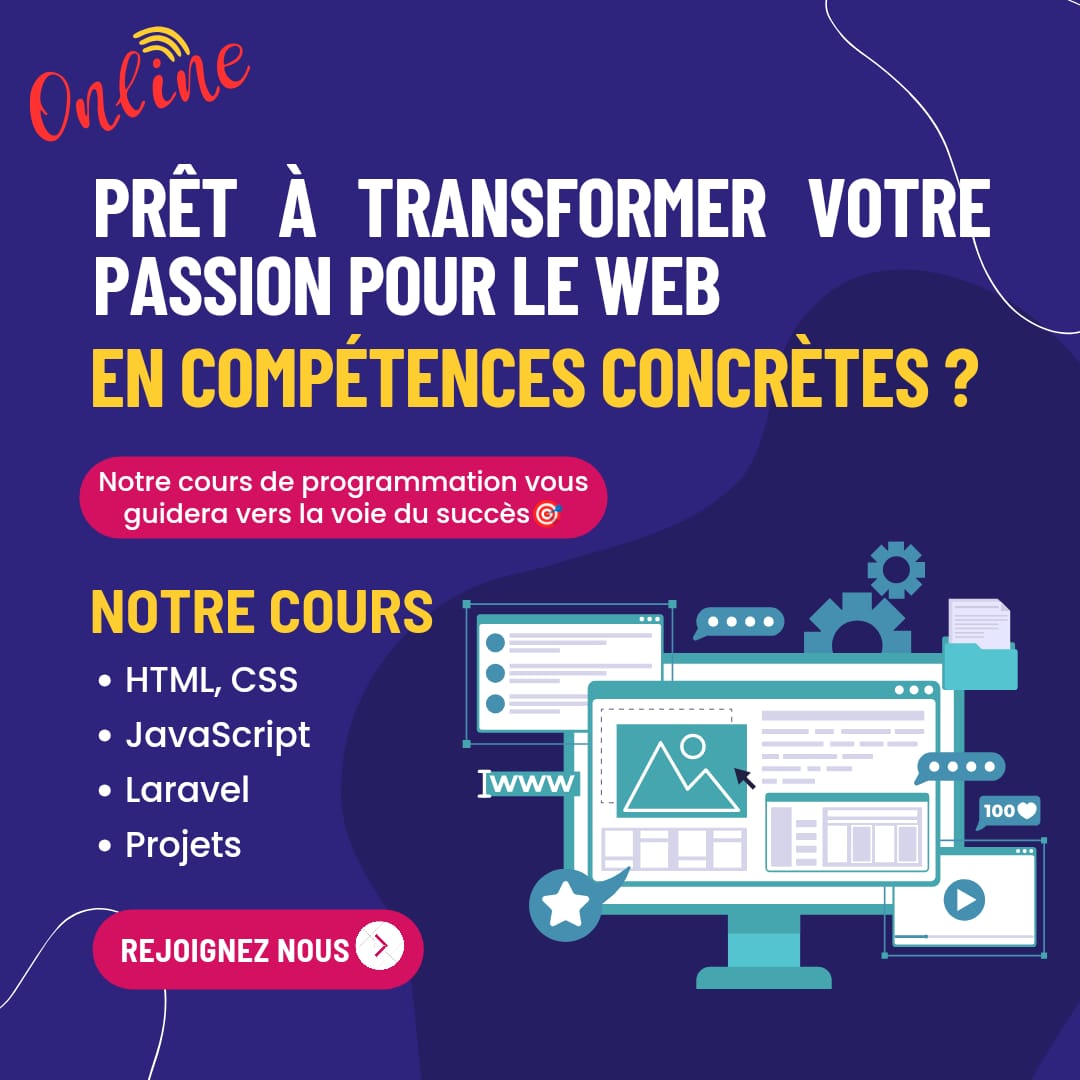 Online
PRÊT À TRANSFORMER VOTRE
PASSION POUR LE WEB
EN COMPÉTENCES CONCRÈTES ?
Notre cours de programmation vous
guidera vers la voie du succès🎯
NOTRE COURS
• HTML, CSS
• JavaScript
• Laravel
• Projets
WWW
100
REJOIGNEZ NOUS